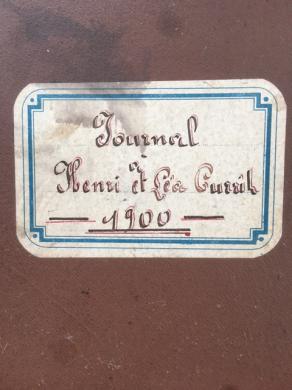 Journal
à
Henri et Léa
1900